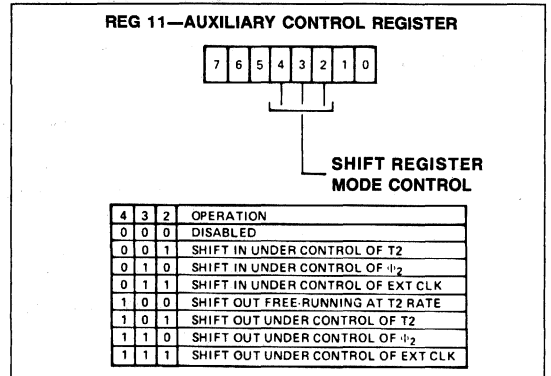 REG 11—AUXILIARY CONTROL REGISTER
7 6 5 4 3 2 1 0
SHIFT REGISTER
MODE CONTROL
4 3 2 OPERATION
0 0 0 DISABLED
0 0 1 SHIFT IN UNDER CONTROL OF T2
0 1 0 SHIFT IN UNDER CONTROL OF Φ2
0 1 1 SHIFT IN UNDER CONTROL OF EXT CLK
1 0 0 SHIFT OUT FREE-RUNNING AT T2 RATE
1 0 1 SHIFT OUT UNDER CONTROL OF T2
1 1 0 SHIFT OUT UNDER CONTROL OF Φ2
1 1 1 SHIFT OUT UNDER CONTROL OF EXT CLK